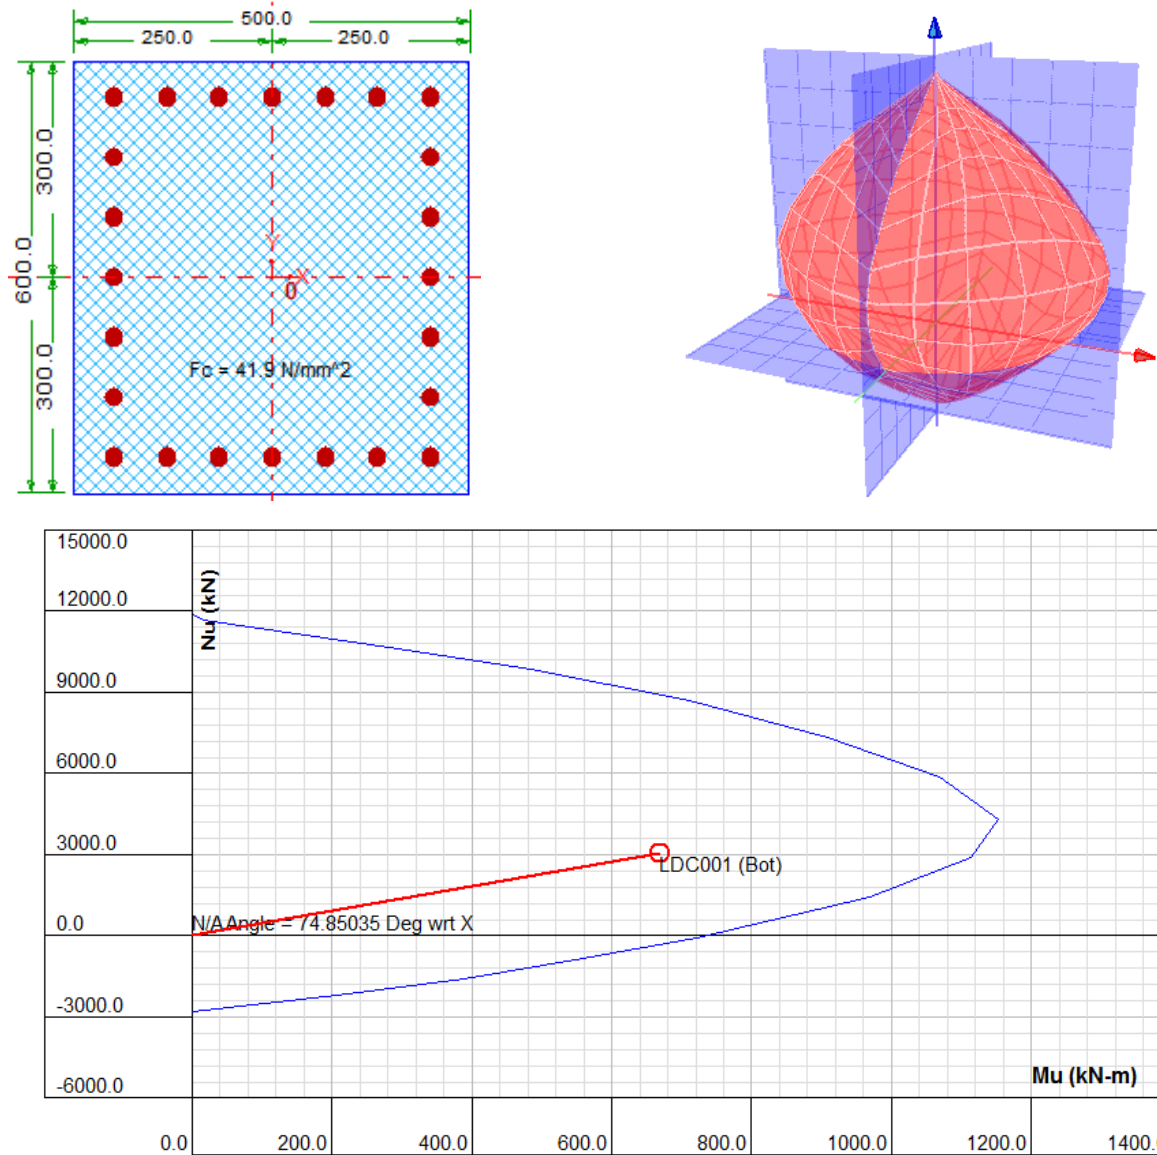 500.0
250.0 250.0
300.0
600.0
300.0
Y
X
0
Fc = 41.9 N/mm^2
15000.0
12000.0
9000.0
6000.0
3000.0
0.0
-3000.0
-6000.0
Nu (kN)
LDC001 (Bot)
N/A Angle = 74.85035 Deg wrt X
Mu (kN-m)
0.0 200.0 400.0 600.0 800.0 1000.0 1200.0 1400.0